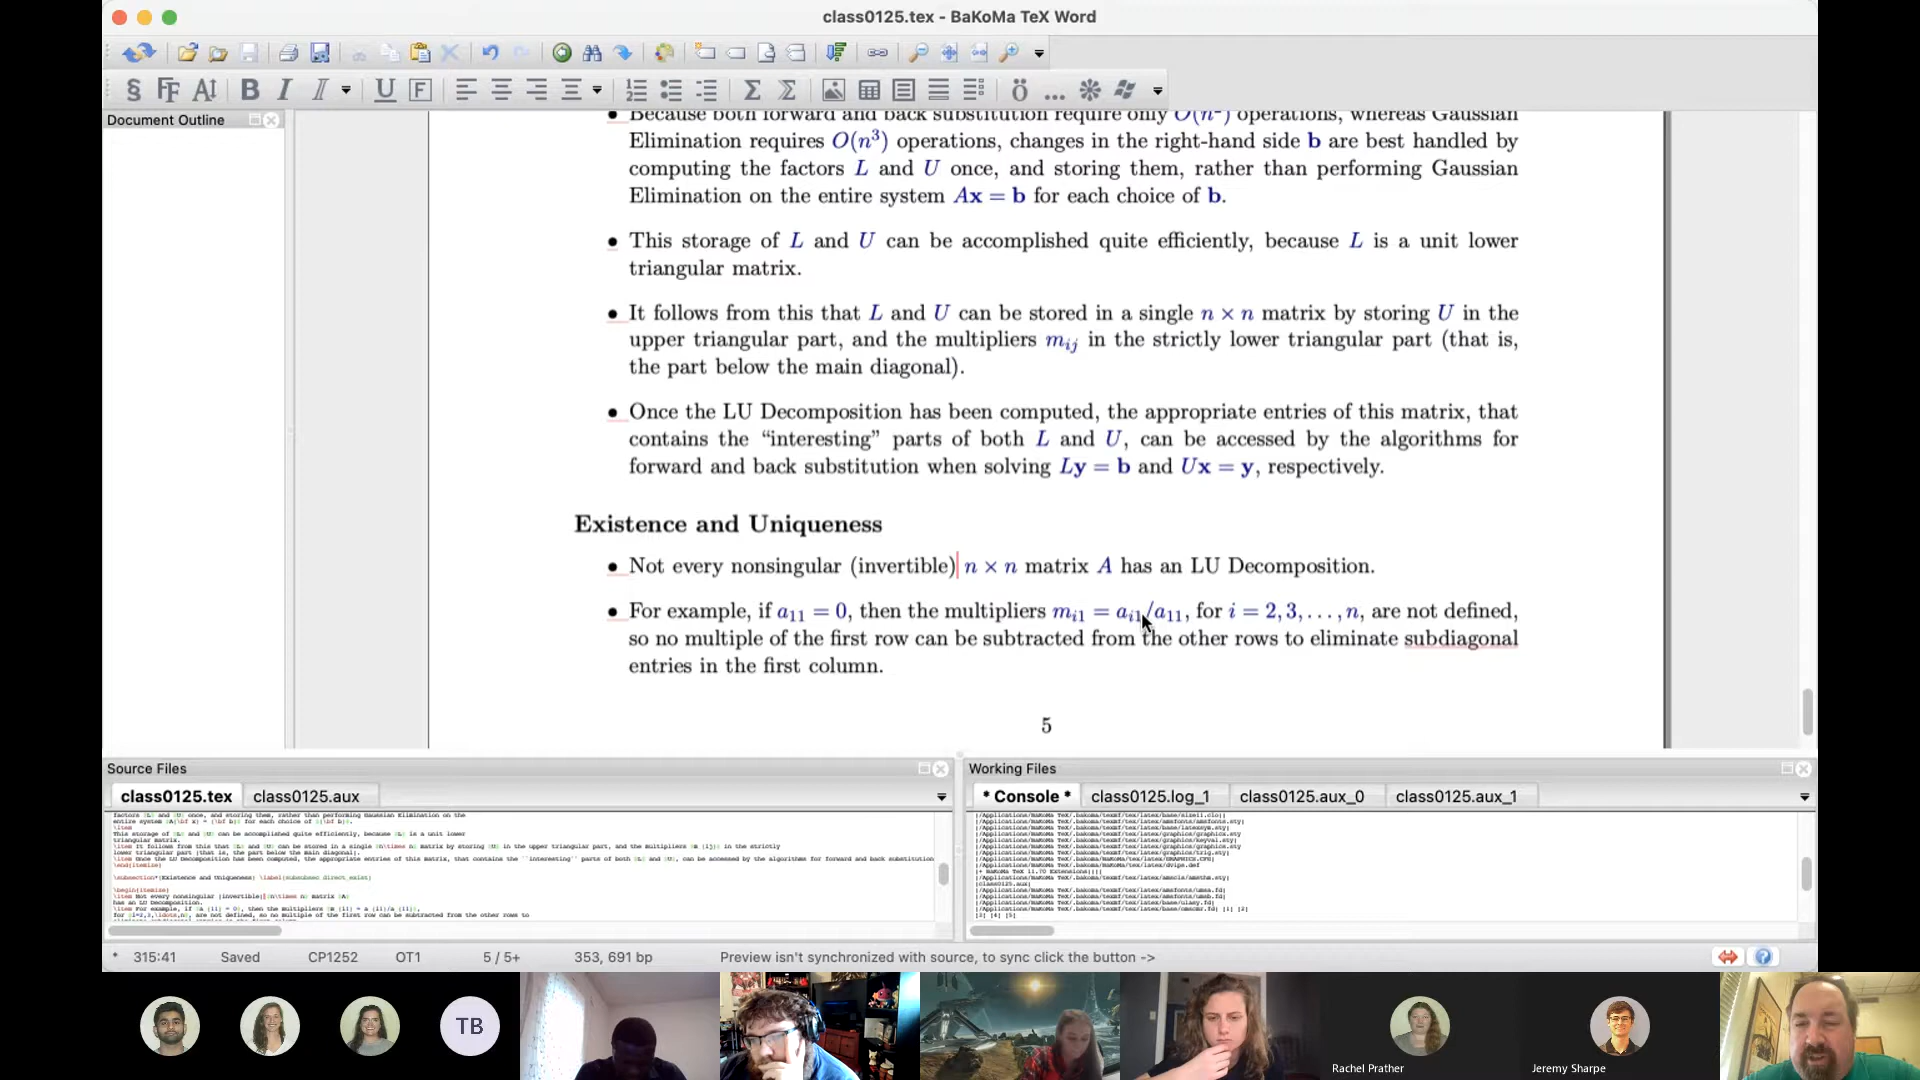 class0125.tex - BaKoMa TeX Word
Document Outline
• Because both forward and back substitution require only O(n²) operations, whereas Gaussian
Elimination requires O(n³) operations, changes in the right-hand side b are best handled by
computing the factors L and U once, and storing them, rather than performing Gaussian
Elimination on the entire system Ax = b for each choice of b.
• This storage of L and U can be accomplished quite efficiently, because L is a unit lower
triangular matrix.
• It follows from this that L and U can be stored in a single n × n matrix by storing U in the
upper triangular part, and the multipliers mᵢⱼ in the strictly lower triangular part (that is,
the part below the main diagonal).
• Once the LU Decomposition has been computed, the appropriate entries of this matrix, that
contains the “interesting” parts of both L and U, can be accessed by the algorithms for
forward and back substitution when solving Ly = b and Ux = y, respectively.
Existence and Uniqueness
• Not every nonsingular (invertible) n × n matrix A has an LU Decomposition.
• For example, if a₁₁ = 0, then the multipliers mᵢ₁ = aᵢ₁/a₁₁, for i = 2, 3, . . . , n, are not defined,
so no multiple of the first row can be subtracted from the other rows to eliminate subdiagonal
entries in the first column.
5
Source Files
class0125.tex class0125.aux
Working Files
* Console * class0125.log_1 class0125.aux_0 class0125.aux_1
* 315:41 Saved CP1252 OT1 5 / 5+ 353, 691 bp Preview isn't synchronized with source, to sync click the button ->
TB
Rachel Prather
Jeremy Sharpe